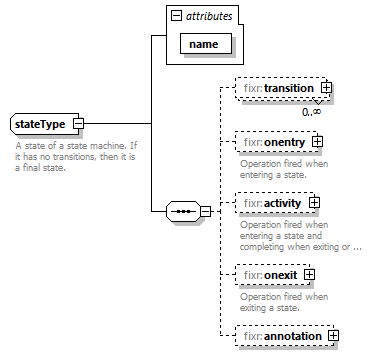 attributes
name
fixr:transition
0..∞
stateType
A state of a state machine. If
it has no transitions, then it is
a final state.
fixr:onentry
Operation fired when
entering a state.
fixr:activity
Operation fired when
entering a state and
completing when exiting or ...
fixr:onexit
Operation fired when
exiting a state.
fixr:annotation